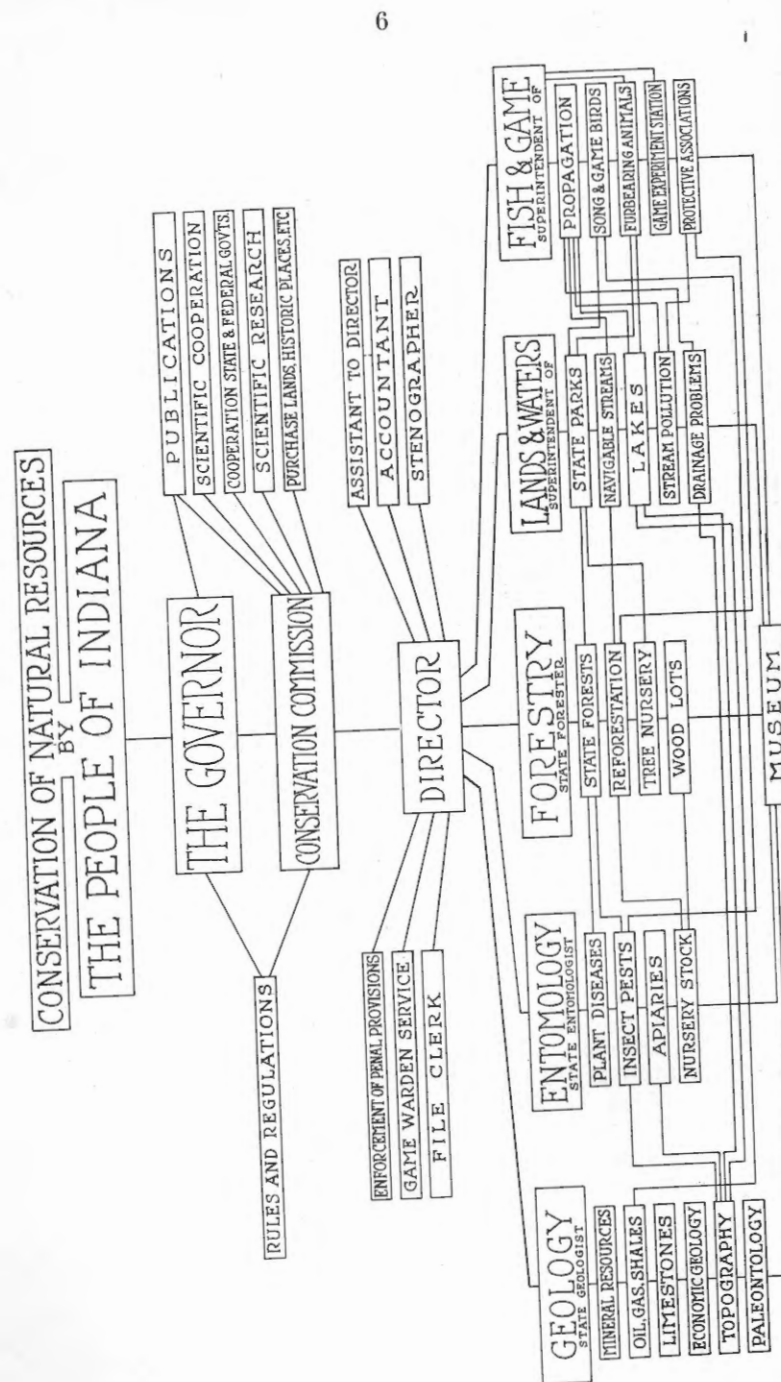 6
CONSERVATION OF NATURAL RESOURCES
BY
THE PEOPLE OF INDIANA
THE GOVERNOR
RULES AND REGULATIONS
CONSERVATION COMMISSION
PUBLICATIONS
SCIENTIFIC COOPERATION
COOPERATION STATE & FEDERAL GOVTS.
SCIENTIFIC RESEARCH
PURCHASE LANDS, HISTORIC PLACES, ETC
DIRECTOR
ENFORCEMENT OF PENAL PROVISIONS
GAME WARDEN SERVICE
FILE CLERK
ASSISTANT TO DIRECTOR
ACCOUNTANT
STENOGRAPHER
GEOLOGY
STATE GEOLOGIST
MINERAL RESOURCES
OIL, GAS, SHALES
LIMESTONES
ECONOMIC GEOLOGY
TOPOGRAPHY
PALEONTOLOGY
ENTOMOLOGY
STATE ENTOMOLOGIST
PLANT DISEASES
INSECT PESTS
APIARIES
NURSERY STOCK
FORESTRY
STATE FORESTER
STATE FORESTS
REFORESTATION
TREE NURSERY
WOOD LOTS
LANDS & WATERS
SUPERINTENDENT OF
STATE PARKS
NAVIGABLE STREAMS
LAKES
STREAM POLLUTION
DRAINAGE PROBLEMS
FISH & GAME
SUPERINTENDENT OF
PROPAGATION
SONG & GAME BIRDS
FURBEARING ANIMALS
GAME EXPERIMENT STATION
PROTECTIVE ASSOCIATIONS
MUSEUM